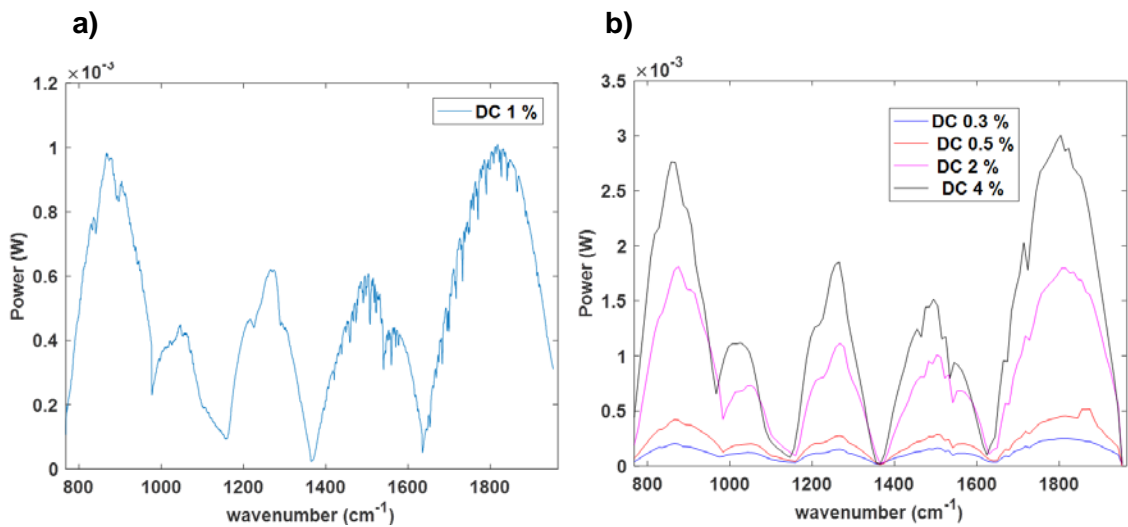 a)
×10⁻³
1.2
1
0.8
0.6
0.4
0.2
0
Power (W)
DC 1 %
800 1000 1200 1400 1600 1800
wavenumber (cm⁻¹)
b)
×10⁻³
3.5
3
2.5
2
1.5
1
0.5
0
Power (W)
DC 0.3 %
DC 0.5 %
DC 2 %
DC 4 %
800 1000 1200 1400 1600 1800
wavenumber (cm⁻¹)